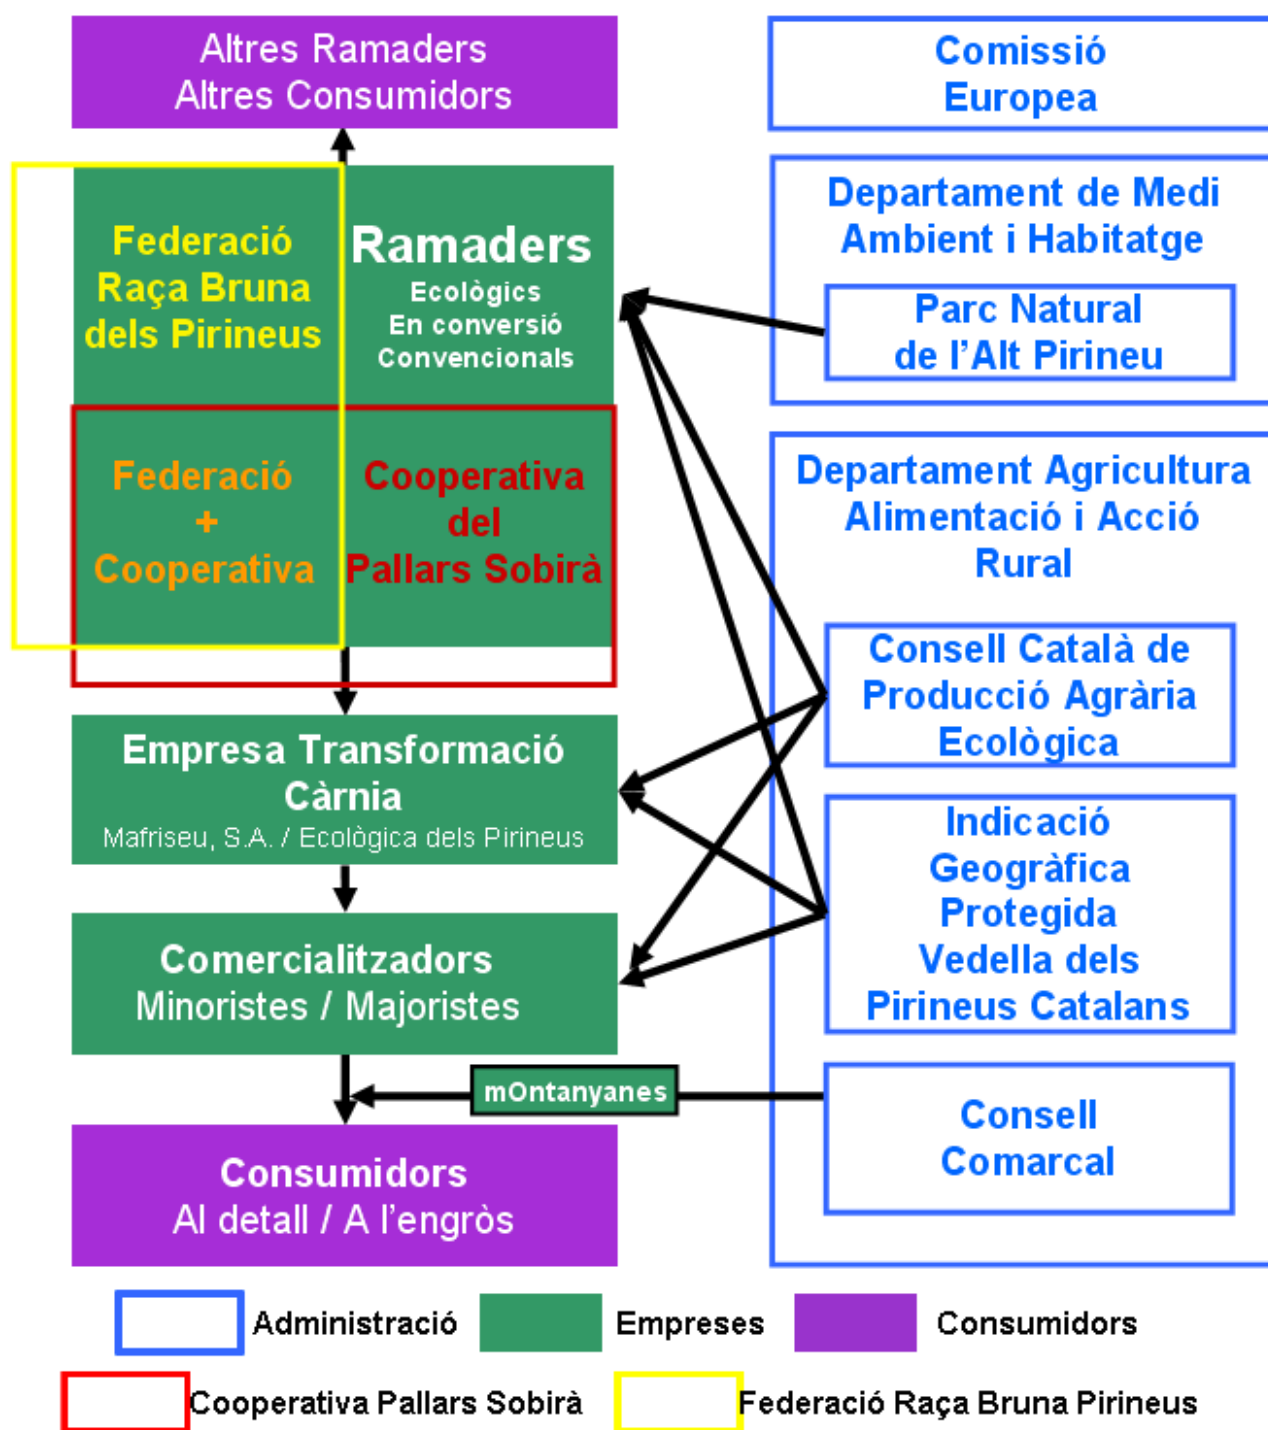 Altres Ramaders
Altres Consumidors
Federació
Raça Bruna
dels Pirineus
Ramaders
Ecològics
En conversió
Convencionals
Federació
+
Cooperativa
Cooperativa
del
Pallars Sobirà
Empresa Transformació
Càrnia
Mafriseu, S.A. / Ecològica dels Pirineus
Comercialitzadors
Minoristes / Majoristes
mOntanyanes
Consumidors
Al detall / A l'engròs
Comissió
Europea
Departament de Medi
Ambient i Habitatge
Parc Natural
de l'Alt Pirineu
Departament Agricultura
Alimentació i Acció
Rural
Consell Català de
Producció Agrària
Ecològica
Indicació
Geogràfica
Protegida
Vedella dels
Pirineus Catalans
Consell
Comarcal
Administració
Empreses
Consumidors
Cooperativa Pallars Sobirà
Federació Raça Bruna Pirineus